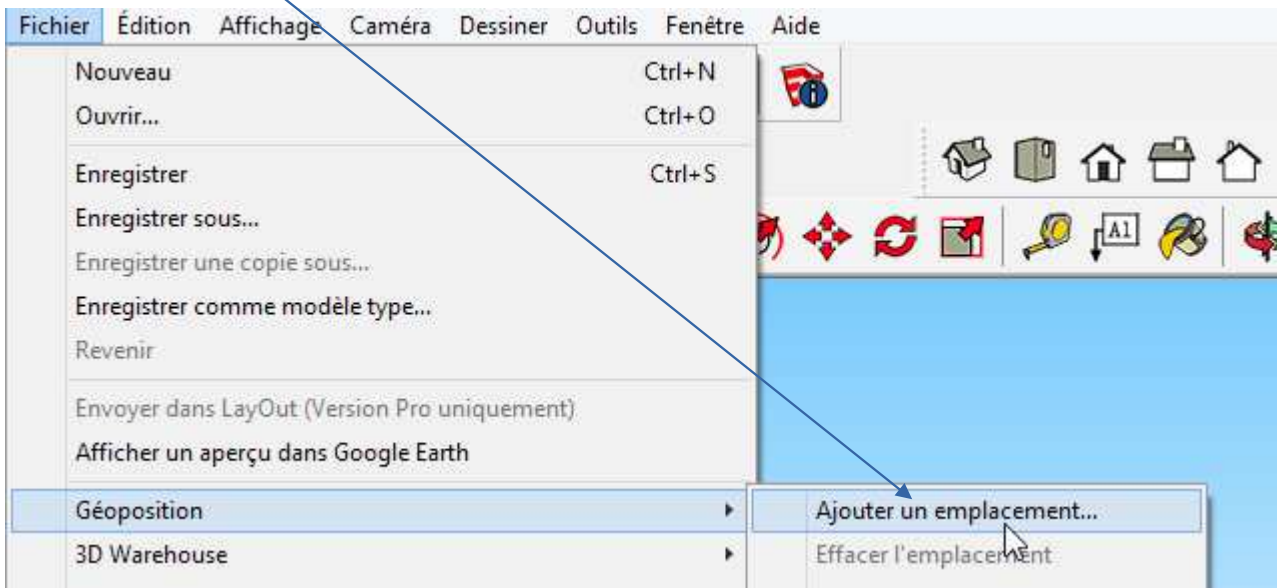 Fichier Édition Affichage Caméra Dessiner Outils Fenêtre Aide
Nouveau Ctrl+N
Ouvrir... Ctrl+O
Enregistrer Ctrl+S
Enregistrer sous...
Enregistrer une copie sous...
A1
Enregistrer comme modèle type...
Revenir
Envoyer dans LayOut (Version Pro uniquement)
Afficher un aperçu dans Google Earth
Géoposition Ajouter un emplacement...
3D Warehouse Effacer l'emplacement